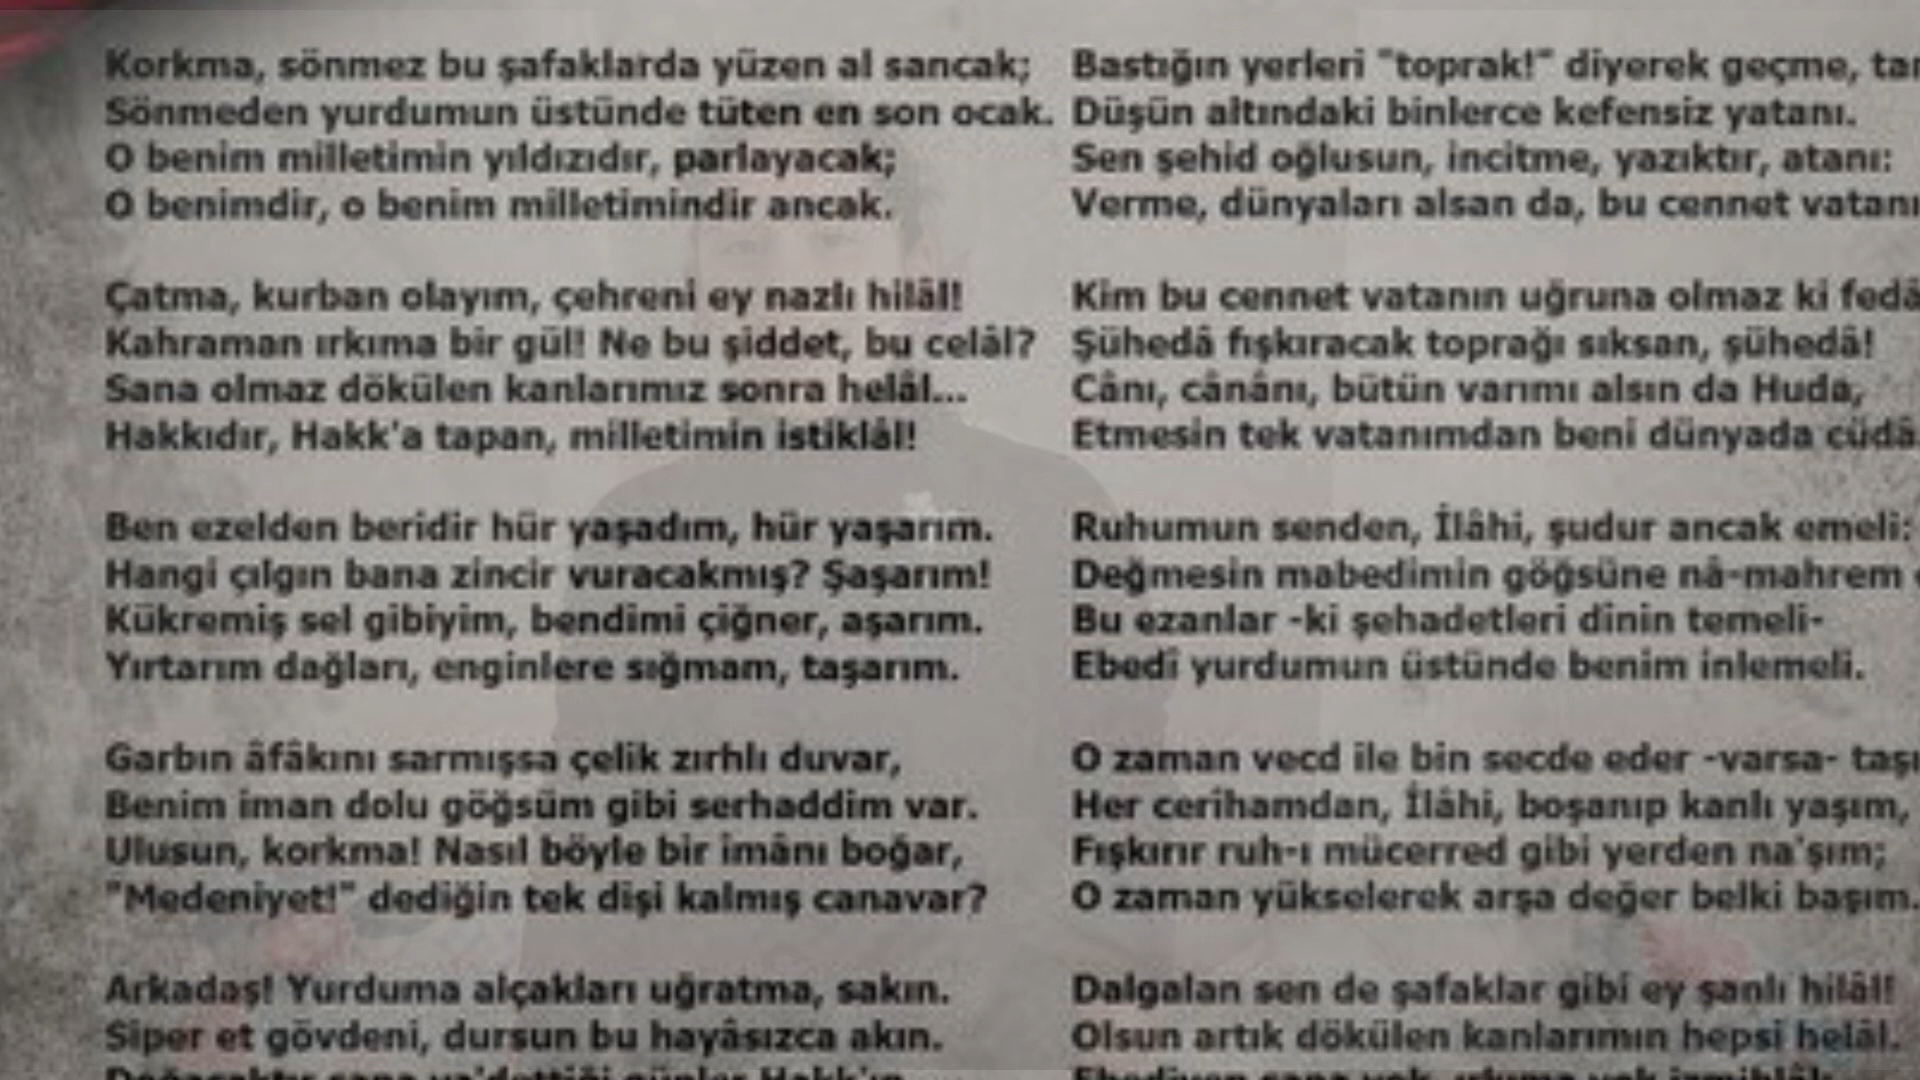 Korkma, sönmez bu şafaklarda yüzen al sancak;
Sönmeden yurdumun üstünde tüten en son ocak.
O benim milletimin yıldızıdır, parlayacak;
O benimdir, o benim milletimindir ancak.
Çatma, kurban olayım, çehreni ey nazlı hilâl!
Kahraman ırkıma bir gül! Ne bu şiddet, bu celâl?
Sana olmaz dökülen kanlarımız sonra helâl...
Hakkıdır, Hakk'a tapan, milletimin istiklâl!
Ben ezelden beridir hür yaşadım, hür yaşarım.
Hangi çılgın bana zincir vuracakmış? Şaşarım!
Kükremiş sel gibiyim, bendimi çiğner, aşarım.
Yırtarım dağları, enginlere sığmam, taşarım.
Garbın âfâkını sarmışsa çelik zırhlı duvar,
Benim iman dolu göğsüm gibi serhaddim var.
Ulusun, korkma! Nasıl böyle bir imânı boğar,
"Medeniyet!" dediğin tek dişi kalmış canavar?
Arkadaş! Yurduma alçakları uğratma, sakın.
Siper et gövdeni, dursun bu hayâsızca akın.
Bastığın yerleri "toprak!" diyerek geçme,
Düşün altındaki binlerce kefensiz yatanı.
Sen şehid oğlusun, incitme, yazıktır, atanı:
Verme, dünyaları alsan da, bu cennet vatanı
Kim bu cennet vatanın uğruna olmaz ki fedâ
Şühedâ fışkıracak toprağı sıksan, şühedâ!
Cânı, cânânı, bütün varımı alsın da Huda,
Etmesin tek vatanımdan beni dünyada cüdâ.
Ruhumun senden, İlâhi, şudur ancak emeli:
Değmesin mabedimin göğsüne nâ-mahrem
Bu ezanlar -ki şehadetleri dinin temeli-
Ebedî yurdumun üstünde benim inlemeli.
O zaman vecd ile bin secde eder -varsa- taşı
Her cerihamdan, İlâhi, boşanıp kanlı yaşım,
Fışkırır ruh-ı mücerred gibi yerden na'şım;
O zaman yükselerek arşa değer belki başım.
Dalgalan sen de şafaklar gibi ey şanlı hilâl!
Olsun artık dökülen kanlarımın hepsi helâl.